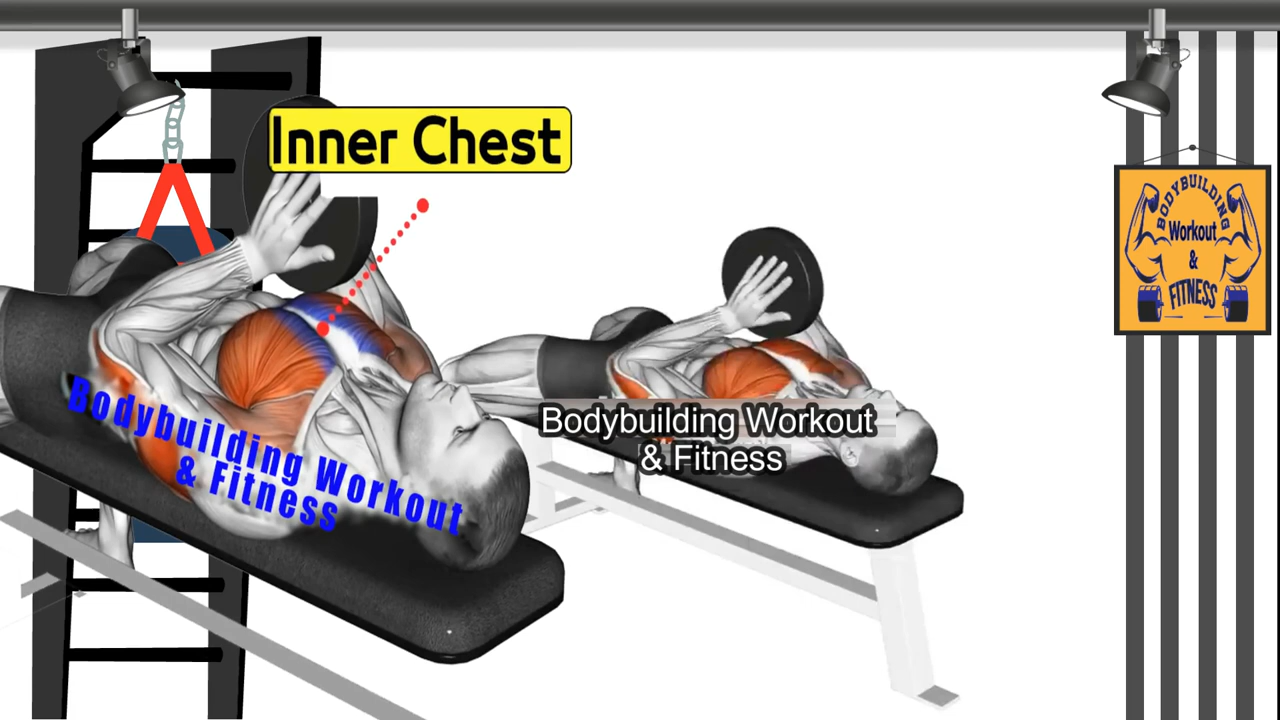 Inner Chest
Bodybuilding Workout
& Fitness
Bodybuilding Workout
& Fitness
BODYBUILDING
Workout
&
FITNESS